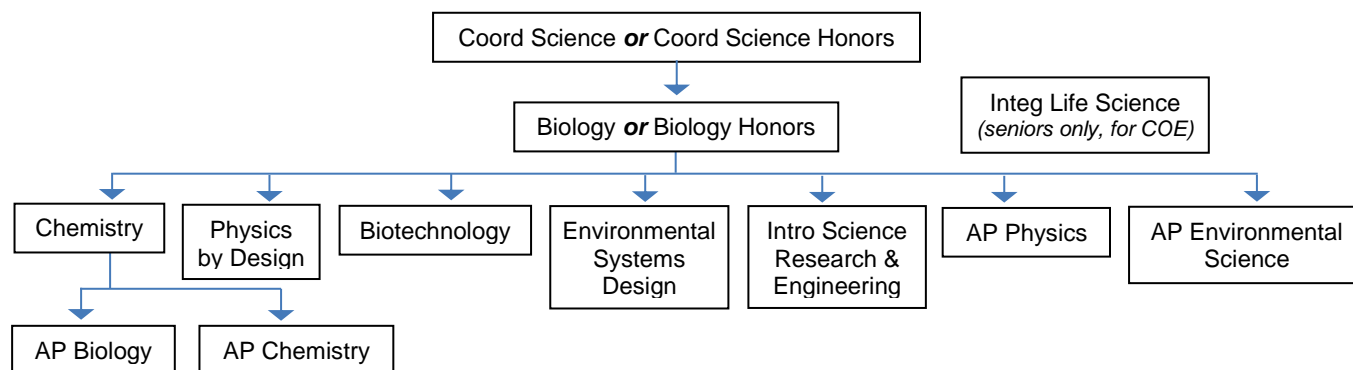 Coord Science or Coord Science Honors
Integ Life Science
(seniors only, for COE)
Biology or Biology Honors
Chemistry
Physics
by Design
Biotechnology
Environmental
Systems
Design
Intro Science
Research &
Engineering
AP Physics
AP Environmental
Science
AP Biology
AP Chemistry